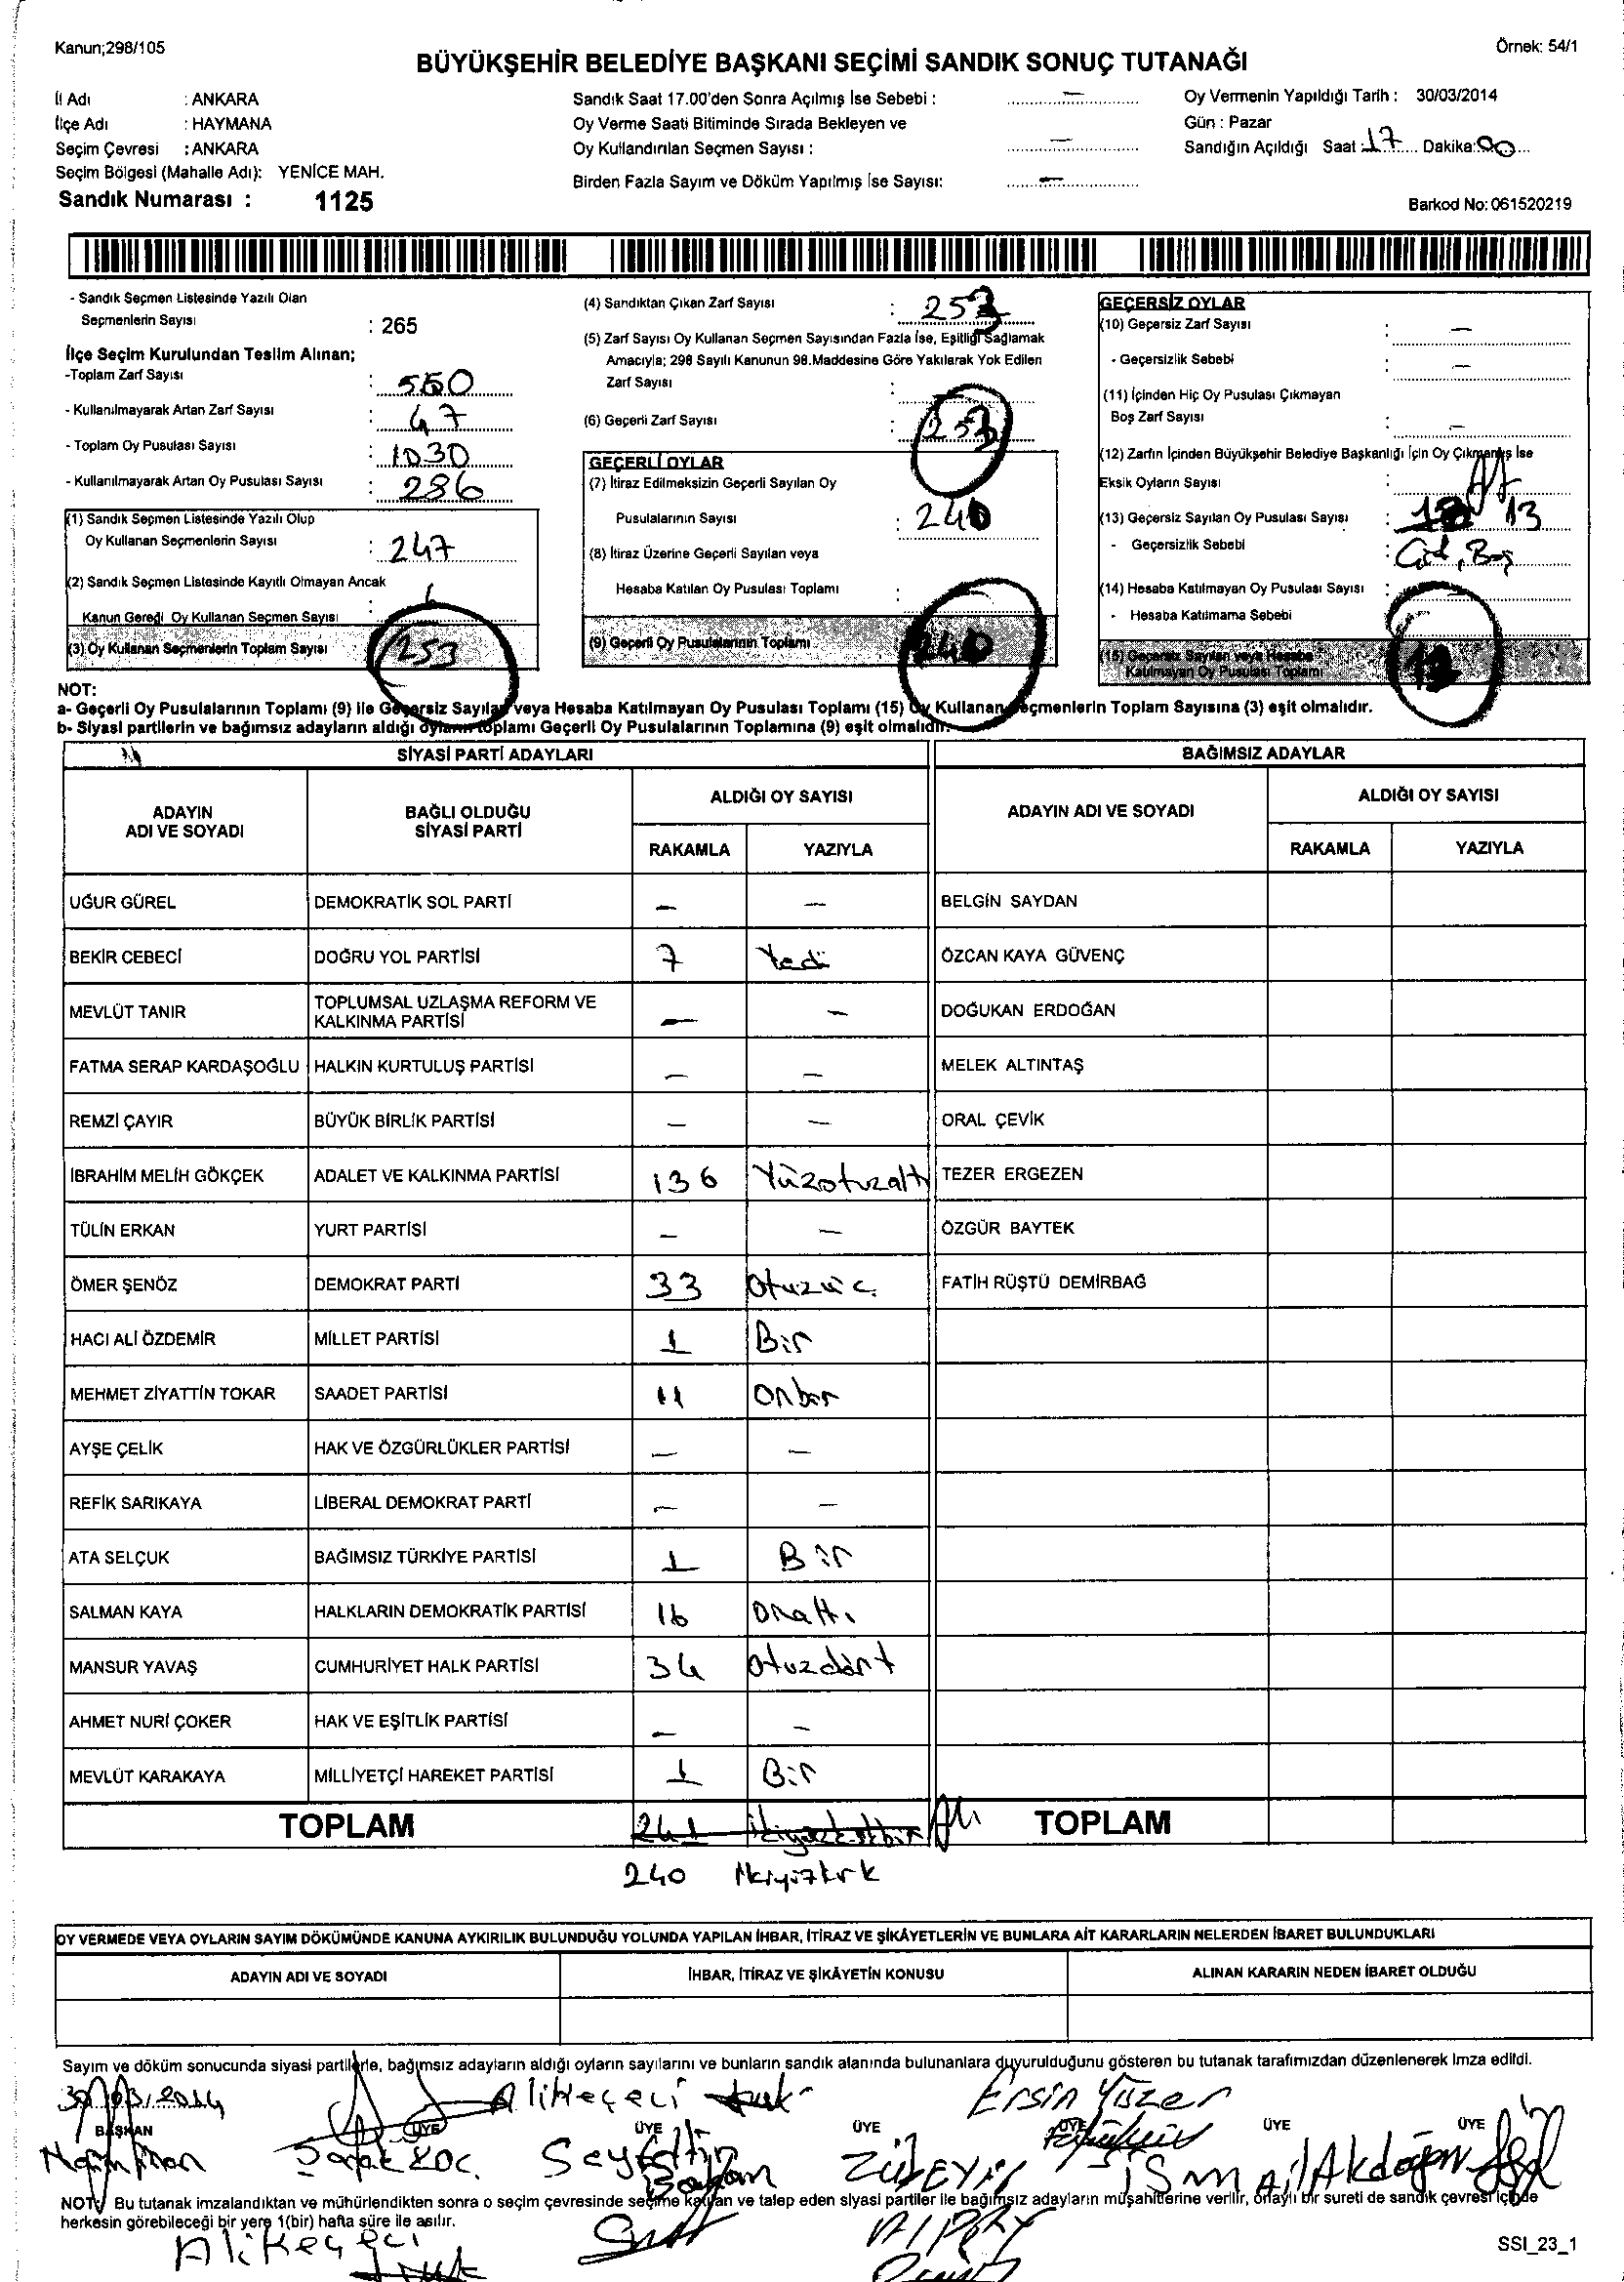 Kanun;298/105
Örnek: 54/1
BÜYÜKŞEHİR BELEDİYE BAŞKANI SEÇİMİ SANDIK SONUÇ TUTANAĞI
İl Adı : ANKARA
İlçe Adı : HAYMANA
Seçim Çevresi : ANKARA
Seçim Bölgesi (Mahalle Adı): YENİCE MAH.
Sandık Numarası : 1125
Sandık Saat 17.00'den Sonra Açılmış İse Sebebi : —
Oy Verme Saati Bitiminde Sırada Bekleyen ve
Oy Kullandırılan Seçmen Sayısı : —
Birden Fazla Sayım ve Döküm Yapılmış İse Sayısı: —
Oy Vermenin Yapıldığı Tarih : 30/03/2014
Gün : Pazar
Sandığın Açıldığı Saat : 17 Dakika: 00
Barkod No: 061520219
- Sandık Seçmen Listesinde Yazılı Olan
Seçmenlerin Sayısı : 265
İlçe Seçim Kurulundan Teslim Alınan;
-Toplam Zarf Sayısı : 550
- Kullanılmayarak Artan Zarf Sayısı : 47
- Toplam Oy Pusulası Sayısı : 1030
- Kullanılmayarak Artan Oy Pusulası Sayısı : 286
(1) Sandık Seçmen Listesinde Yazılı Olup
Oy Kullanan Seçmenlerin Sayısı : 247
(2) Sandık Seçmen Listesinde Kayıtlı Olmayan Ancak
Kanun Gereği Oy Kullanan Seçmen Sayısı : 6
(3) Oy Kullanan Seçmenlerin Toplam Sayısı 253
(4) Sandıktan Çıkan Zarf Sayısı : 253
(5) Zarf Sayısı Oy Kullanan Seçmen Sayısından Fazla İse, Eşitliği Sağlamak
Amacıyla; 298 Sayılı Kanunun 98.Maddesine Göre Yakılarak Yok Edilen
Zarf Sayısı :
(6) Geçerli Zarf Sayısı : 253
GEÇERLİ OYLAR
(7) İtiraz Edilmeksizin Geçerli Sayılan Oy
Pusulalarının Sayısı : 240
(8) İtiraz Üzerine Geçerli Sayılan veya
Hesaba Katılan Oy Pusulası Toplamı :
(9) Geçerli Oy Pusulalarının Toplamı 240
GEÇERSİZ OYLAR
(10) Geçersiz Zarf Sayısı : —
- Geçersizlik Sebebi : —
(11) İçinden Hiç Oy Pusulası Çıkmayan
Boş Zarf Sayısı : —
(12) Zarfın İçinden Büyükşehir Belediye Başkanlığı İçin Oy Çıkmamış İse
Eksik Oyların Sayısı :
(13) Geçersiz Sayılan Oy Pusulası Sayısı : 13
- Geçersizlik Sebebi : Boş
(14) Hesaba Katılmayan Oy Pusulası Sayısı :
- Hesaba Katılmama Sebebi :
(15) Geçersiz Sayılan veya Hesaba
Katılmayan Oy Pusulası Toplamı
NOT:
a- Geçerli Oy Pusulalarının Toplamı (9) ile Geçersiz Sayılan veya Hesaba Katılmayan Oy Pusulası Toplamı (15) Oy Kullanan Seçmenlerin Toplam Sayısına (3) eşit olmalıdır.
b- Siyasi partilerin ve bağımsız adayların aldığı oyların toplamı Geçerli Oy Pusulalarının Toplamına (9) eşit olmalıdır.
SİYASİ PARTİ ADAYLARI
ADAYIN ADI VE SOYADI BAĞLI OLDUĞU SİYASİ PARTİ ALDIĞI OY SAYISI
RAKAMLA YAZIYLA
UĞUR GÜREL DEMOKRATİK SOL PARTİ — —
BEKİR CEBECİ DOĞRU YOL PARTİSİ 7 Yedi
MEVLÜT TANIR TOPLUMSAL UZLAŞMA REFORM VE KALKINMA PARTİSİ — —
FATMA SERAP KARDAŞOĞLU HALKIN KURTULUŞ PARTİSİ — —
REMZİ ÇAYIR BÜYÜK BİRLİK PARTİSİ — —
İBRAHİM MELİH GÖKÇEK ADALET VE KALKINMA PARTİSİ 136 Yüzotuzaltı
TÜLİN ERKAN YURT PARTİSİ — —
ÖMER ŞENÖZ DEMOKRAT PARTİ 33 otuzüç
HACI ALİ ÖZDEMİR MİLLET PARTİSİ 1 Bir
MEHMET ZİYATTİN TOKAR SAADET PARTİSİ 11 Onbir
AYŞE ÇELİK HAK VE ÖZGÜRLÜKLER PARTİSİ — —
REFİK SARIKAYA LİBERAL DEMOKRAT PARTİ — —
ATA SELÇUK BAĞIMSIZ TÜRKİYE PARTİSİ 1 Bir
SALMAN KAYA HALKLARIN DEMOKRATİK PARTİSİ 16 Onaltı
MANSUR YAVAŞ CUMHURİYET HALK PARTİSİ 34 otuzdört
AHMET NURİ ÇOKER HAK VE EŞİTLİK PARTİSİ — —
MEVLÜT KARAKAYA MİLLİYETÇİ HAREKET PARTİSİ 1 Bir
TOPLAM 241 ikiyüzkırkbir
240 ikiyüzkırk
BAĞIMSIZ ADAYLAR
ADAYIN ADI VE SOYADI ALDIĞI OY SAYISI
RAKAMLA YAZIYLA
BELGİN SAYDAN
ÖZCAN KAYA GÜVENÇ
DOĞUKAN ERDOĞAN
MELEK ALTINTAŞ
ORAL ÇEVİK
TEZER ERGEZEN
ÖZGÜR BAYTEK
FATİH RÜŞTÜ DEMİRBAĞ
TOPLAM
OY VERMEDE VEYA OYLARIN SAYIM DÖKÜMÜNDE KANUNA AYKIRILIK BULUNDUĞU YOLUNDA YAPILAN İHBAR, İTİRAZ VE ŞİKÂYETLERİN VE BUNLARA AİT KARARLARIN NELERDEN İBARET BULUNDUKLARI
ADAYIN ADI VE SOYADI İHBAR, İTİRAZ VE ŞİKÂYETİN KONUSU ALINAN KARARIN NEDEN İBARET OLDUĞU
Sayım ve döküm sonucunda siyasi partilerle, bağımsız adayların aldığı oyların sayılarını ve bunların sandık alanında bulunanlara duyurulduğunu gösteren bu tutanak tarafımızdan düzenlenerek imza edildi.
30/03/2014 Ali Keçeci Ersin Yüzer
BAŞKAN ÜYE ÜYE ÜYE ÜYE ÜYE ÜYE
Seyfettin ZÜBEYİR İSMAİL Akdoğan
NOT: Bu tutanak imzalandıktan ve mühürlendikten sonra o seçim çevresinde seçime katılan ve talep eden siyasi partiler ile bağımsız adayların müşahitlerine verilir, onaylı bir sureti de sandık çevresi içinde
herkesin görebileceği bir yere 1(bir) hafta süre ile asılır.
Ali Keçeci
SSI_23_1